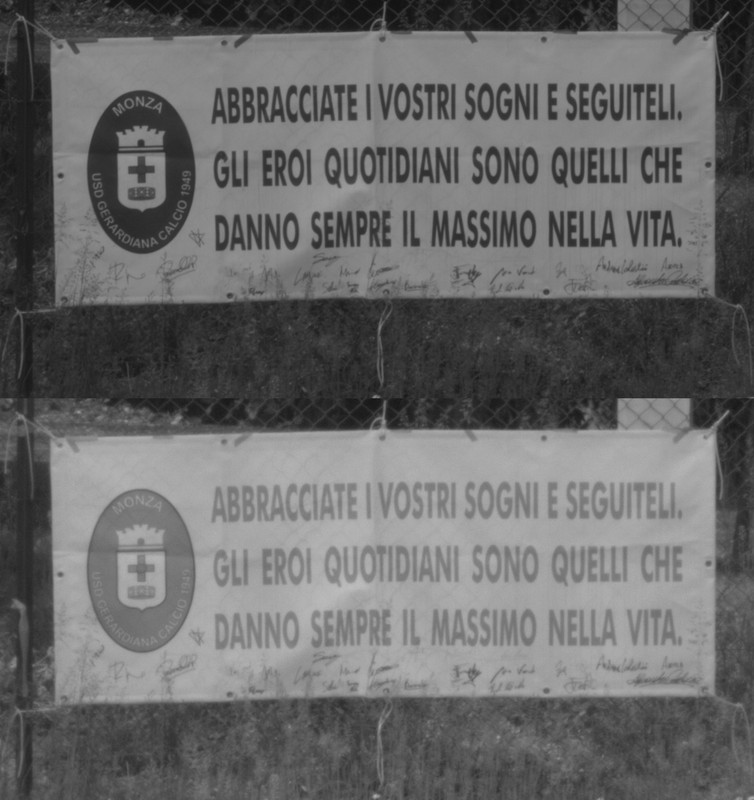 MONZA
USD GERARDIANA CALCIO 1949
ABBRACCIATE I VOSTRI SOGNI E SEGUITELI.
GLI EROI QUOTIDIANI SONO QUELLI CHE
DANNO SEMPRE IL MASSIMO NELLA VITA.
MONZA
USD GERARDIANA CALCIO 1949
ABBRACCIATE I VOSTRI SOGNI E SEGUITELI.
GLI EROI QUOTIDIANI SONO QUELLI CHE
DANNO SEMPRE IL MASSIMO NELLA VITA.